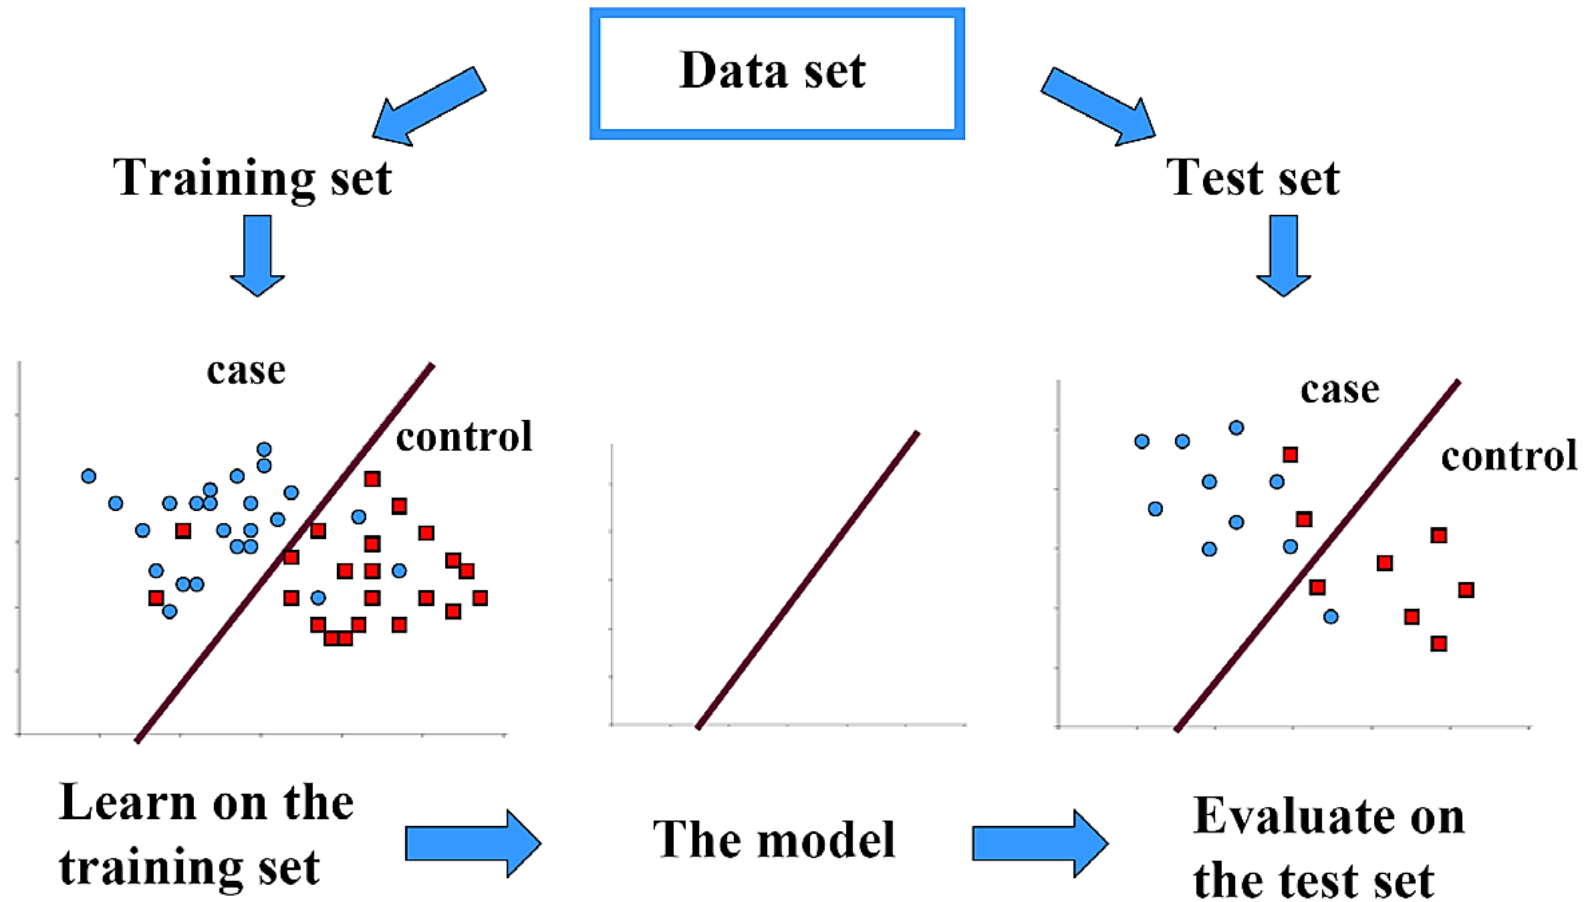 Data set
Training set
Test set
case
control
case
control
Learn on the
training set
The model
Evaluate on
the test set